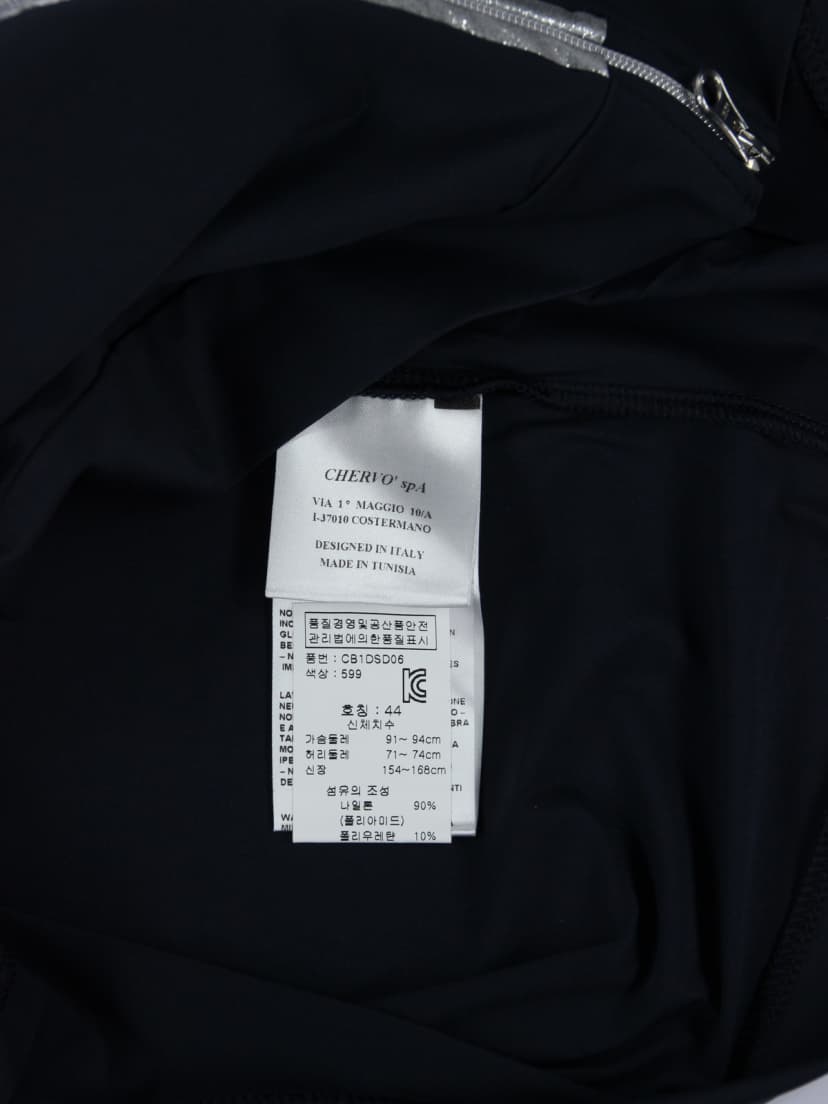 CHERVO' spA
VIA 1° MAGGIO 10/A
I-37010 COSTERMANO
DESIGNED IN ITALY
MADE IN TUNISIA
품질경영및공산품안전
관리법에의한품질표시
품번 : CB1DSD06
색상 : 599
호칭 : 44
신체치수
가슴둘레 91~ 94cm
허리둘레 71~ 74cm
신장 154~168cm
섬유의 조성
나일론 90%
(폴리아미드)
폴리우레탄 10%